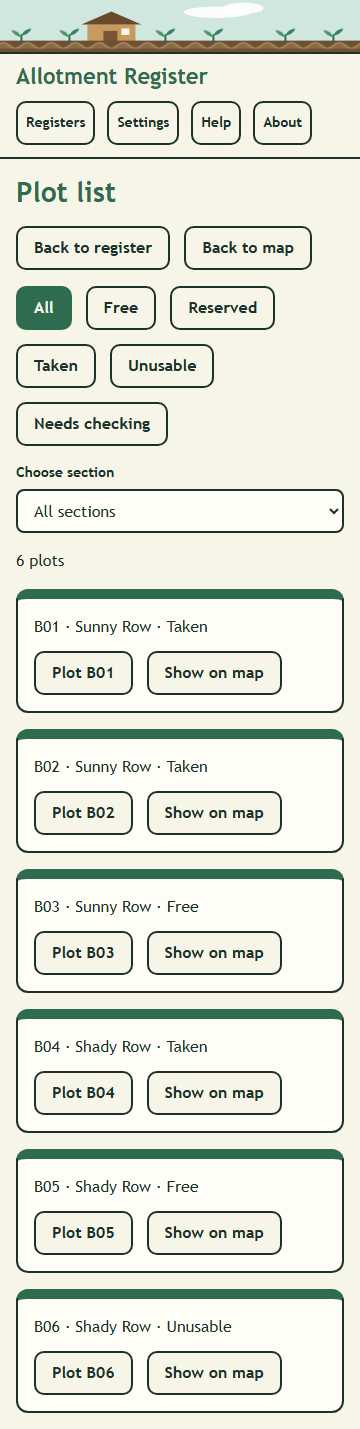 Allotment Register
Registers Settings Help About
Plot list
Back to register Back to map
All Free Reserved
Taken Unusable
Needs checking
Choose section
All sections
6 plots
B01 · Sunny Row · Taken
Plot B01 Show on map
B02 · Sunny Row · Taken
Plot B02 Show on map
B03 · Sunny Row · Free
Plot B03 Show on map
B04 · Shady Row · Taken
Plot B04 Show on map
B05 · Shady Row · Free
Plot B05 Show on map
B06 · Shady Row · Unusable
Plot B06 Show on map